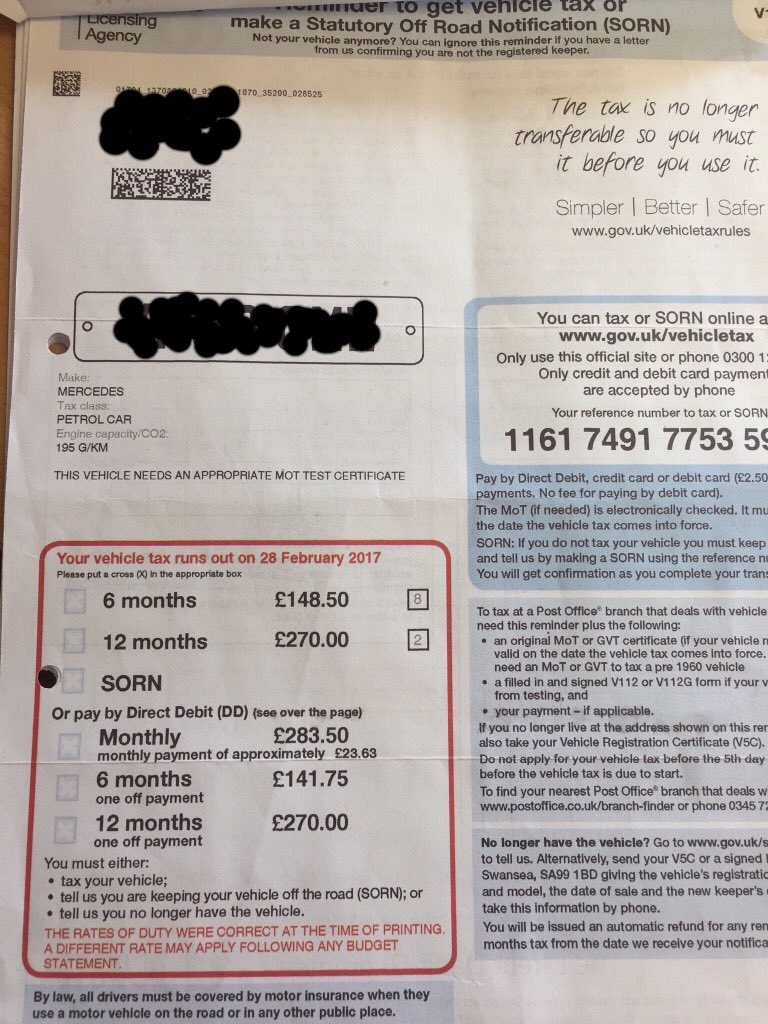 Licensing
Agency
Reminder to get vehicle tax or
make a Statutory Off Road Notification (SORN)
Not your vehicle anymore? You can ignore this reminder if you have a letter
from us confirming you are not the registered keeper.
V1
1070_35200_028525
The tax is no longer
transferable so you must
it before you use it.
Simpler | Better | Safer
www.gov.uk/vehicletaxrules
Make:
MERCEDES
Tax class:
PETROL CAR
Engine capacity/CO2:
195 G/KM
THIS VEHICLE NEEDS AN APPROPRIATE MOT TEST CERTIFICATE
You can tax or SORN online a
www.gov.uk/vehicletax
Only use this official site or phone 0300 1
Only credit and debit card payment
are accepted by phone
Your reference number to tax or SORN
1161 7491 7753 59
Pay by Direct Debit, credit card or debit card (£2.50
payments. No fee for paying by debit card).
The MoT (if needed) is electronically checked. It mu
the date the vehicle tax comes into force.
SORN: If you do not tax your vehicle you must keep
and tell us by making a SORN using the reference nu
You will get confirmation as you complete your trans
Your vehicle tax runs out on 28 February 2017
Please put a cross (X) in the appropriate box
6 months £148.50 8
12 months £270.00 2
SORN
Or pay by Direct Debit (DD) (see over the page)
Monthly £283.50
monthly payment of approximately £23.63
6 months £141.75
one off payment
12 months £270.00
one off payment
You must either:
• tax your vehicle;
• tell us you are keeping your vehicle off the road (SORN); or
• tell us you no longer have the vehicle.
THE RATES OF DUTY WERE CORRECT AT THE TIME OF PRINTING.
A DIFFERENT RATE MAY APPLY FOLLOWING ANY BUDGET
STATEMENT.
By law, all drivers must be covered by motor insurance when they
use a motor vehicle on the road or in any other public place.
To tax at a Post Office® branch that deals with vehicle
need this reminder plus the following:
• an original MoT or GVT certificate (if your vehicle n
valid on the date the vehicle tax comes into force.
need an MoT or GVT to tax a pre 1960 vehicle
• a filled in and signed V112 or V112G form if your v
from testing, and
• your payment – if applicable.
If you no longer live at the address shown on this rem
also take your Vehicle Registration Certificate (V5C).
Do not apply for your vehicle tax before the 5th day
before the vehicle tax is due to start.
To find your nearest Post Office® branch that deals w
www.postoffice.co.uk/branch-finder or phone 0345 72
No longer have the vehicle? Go to www.gov.uk/s
to tell us. Alternatively, send your V5C or a signed l
Swansea, SA99 1BD giving the vehicle's registratio
and model, the date of sale and the new keeper's
take this information by phone.
You will be issued an automatic refund for any rem
months tax from the date we receive your notifica